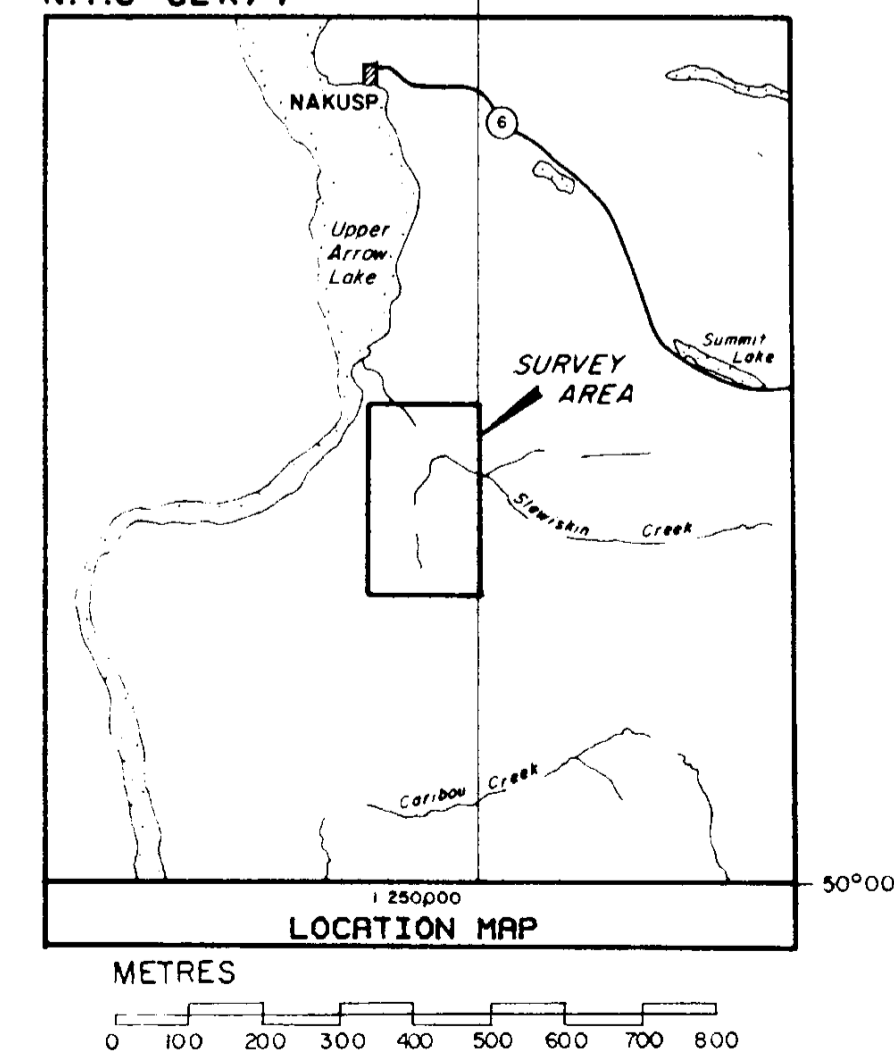 NAKUSP
6
Upper
Arrow
Lake
Summit
Lake
SURVEY
AREA
Slewiskin Creek
Caribou Creek
50°00
1 250,000
LOCATION MAP
METRES
0 100 200 300 400 500 600 700 800